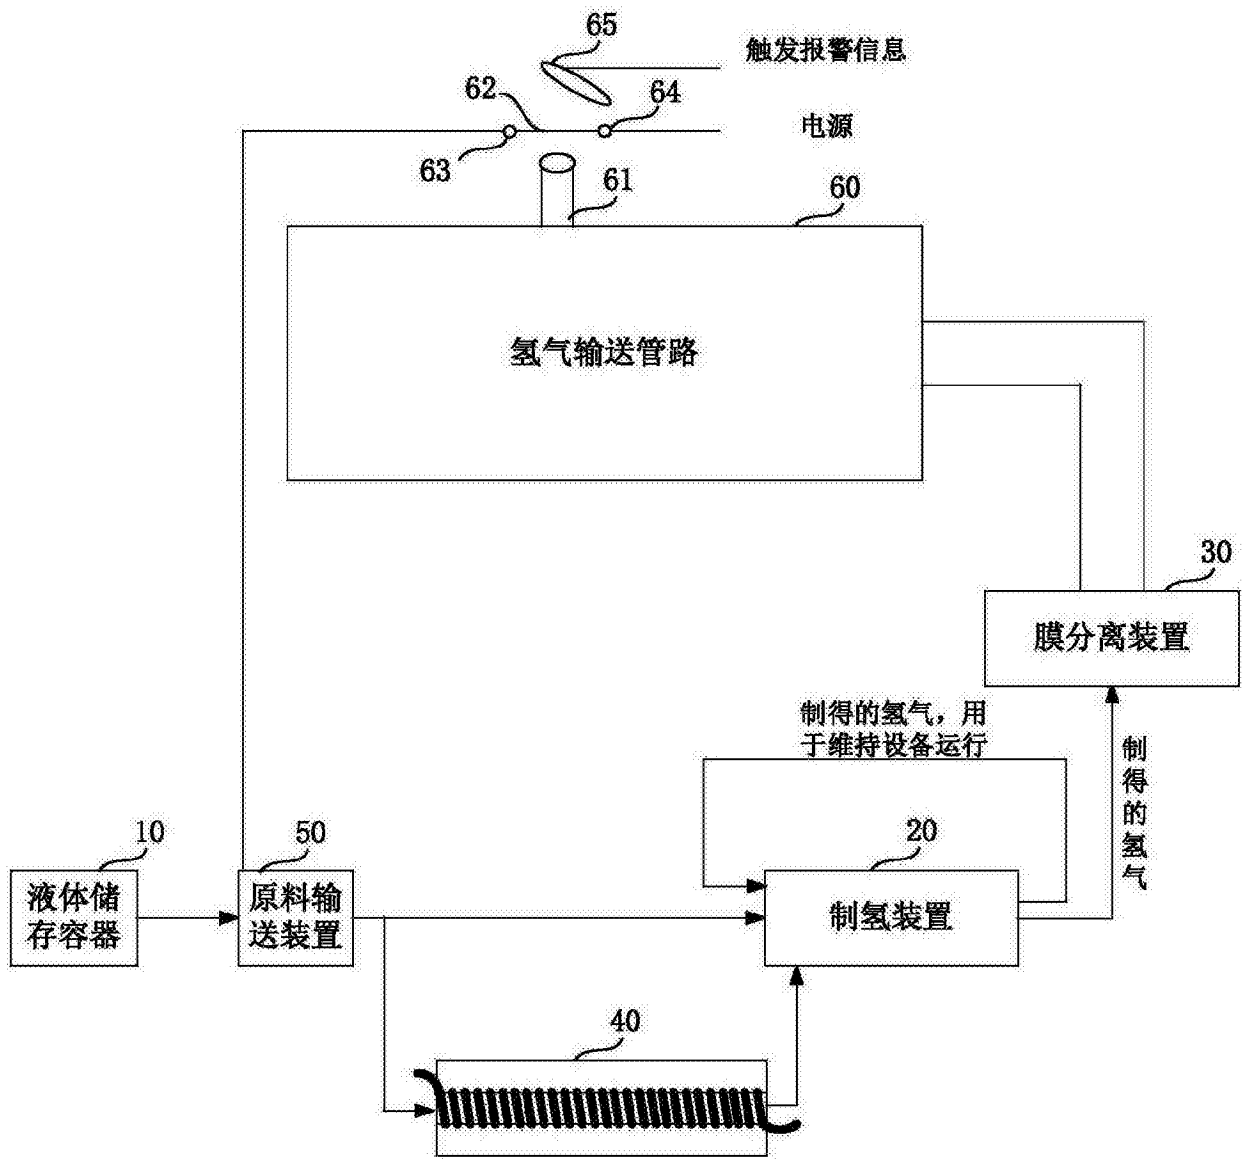 65
触发报警信息
62
64
电源
63
61
60
氢气输送管路
30
膜分离装置
制得的氢气，用
于维持设备运行
制得的氢气
10
50
20
液体储
存容器
原料输
送装置
制氢装置
40